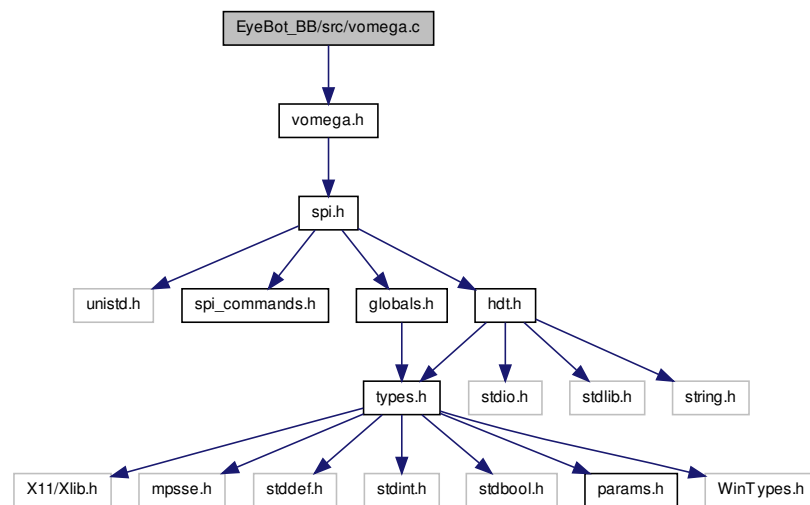 EyeBot_BB/src/vomega.c
vomega.h
spi.h
unistd.h
spi_commands.h
globals.h
hdt.h
types.h
stdio.h
stdlib.h
string.h
X11/Xlib.h
mpsse.h
stddef.h
stdint.h
stdbool.h
params.h
WinTypes.h